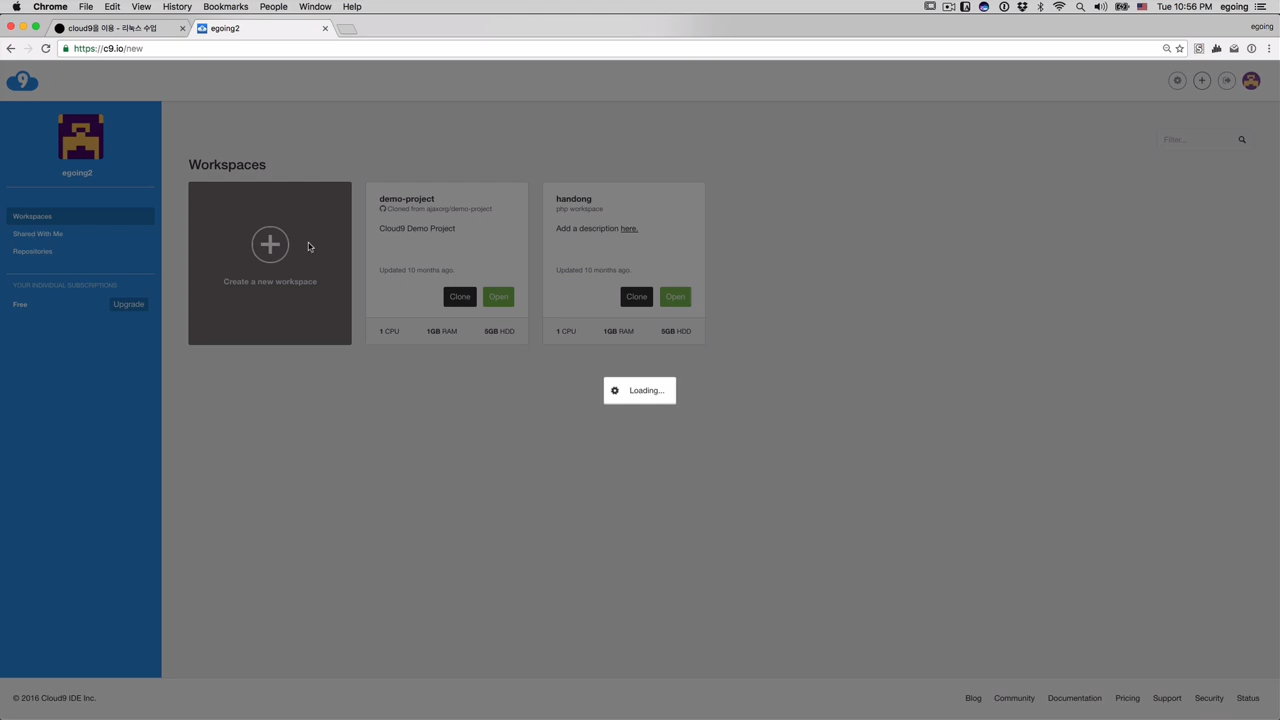 Chrome File Edit View History Bookmarks People Window Help
Tue 10:56 PM egoing
cloud9을 이용 - 리눅스 수업
egoing2
egoing
https://c9.io/new
9
egoing2
Workspaces
Shared With Me
Repositories
YOUR INDIVIDUAL SUBSCRIPTIONS
Free
Upgrade
Filter...
Workspaces
Create a new workspace
demo-project
Cloned from ajaxorg/demo-project
Cloud9 Demo Project
Updated 10 months ago.
Clone Open
1 CPU 1GB RAM 5GB HDD
handong
php workspace
Add a description here.
Updated 10 months ago.
Clone Open
1 CPU 1GB RAM 5GB HDD
Loading...
© 2016 Cloud9 IDE Inc.
Blog Community Documentation Pricing Support Security Status